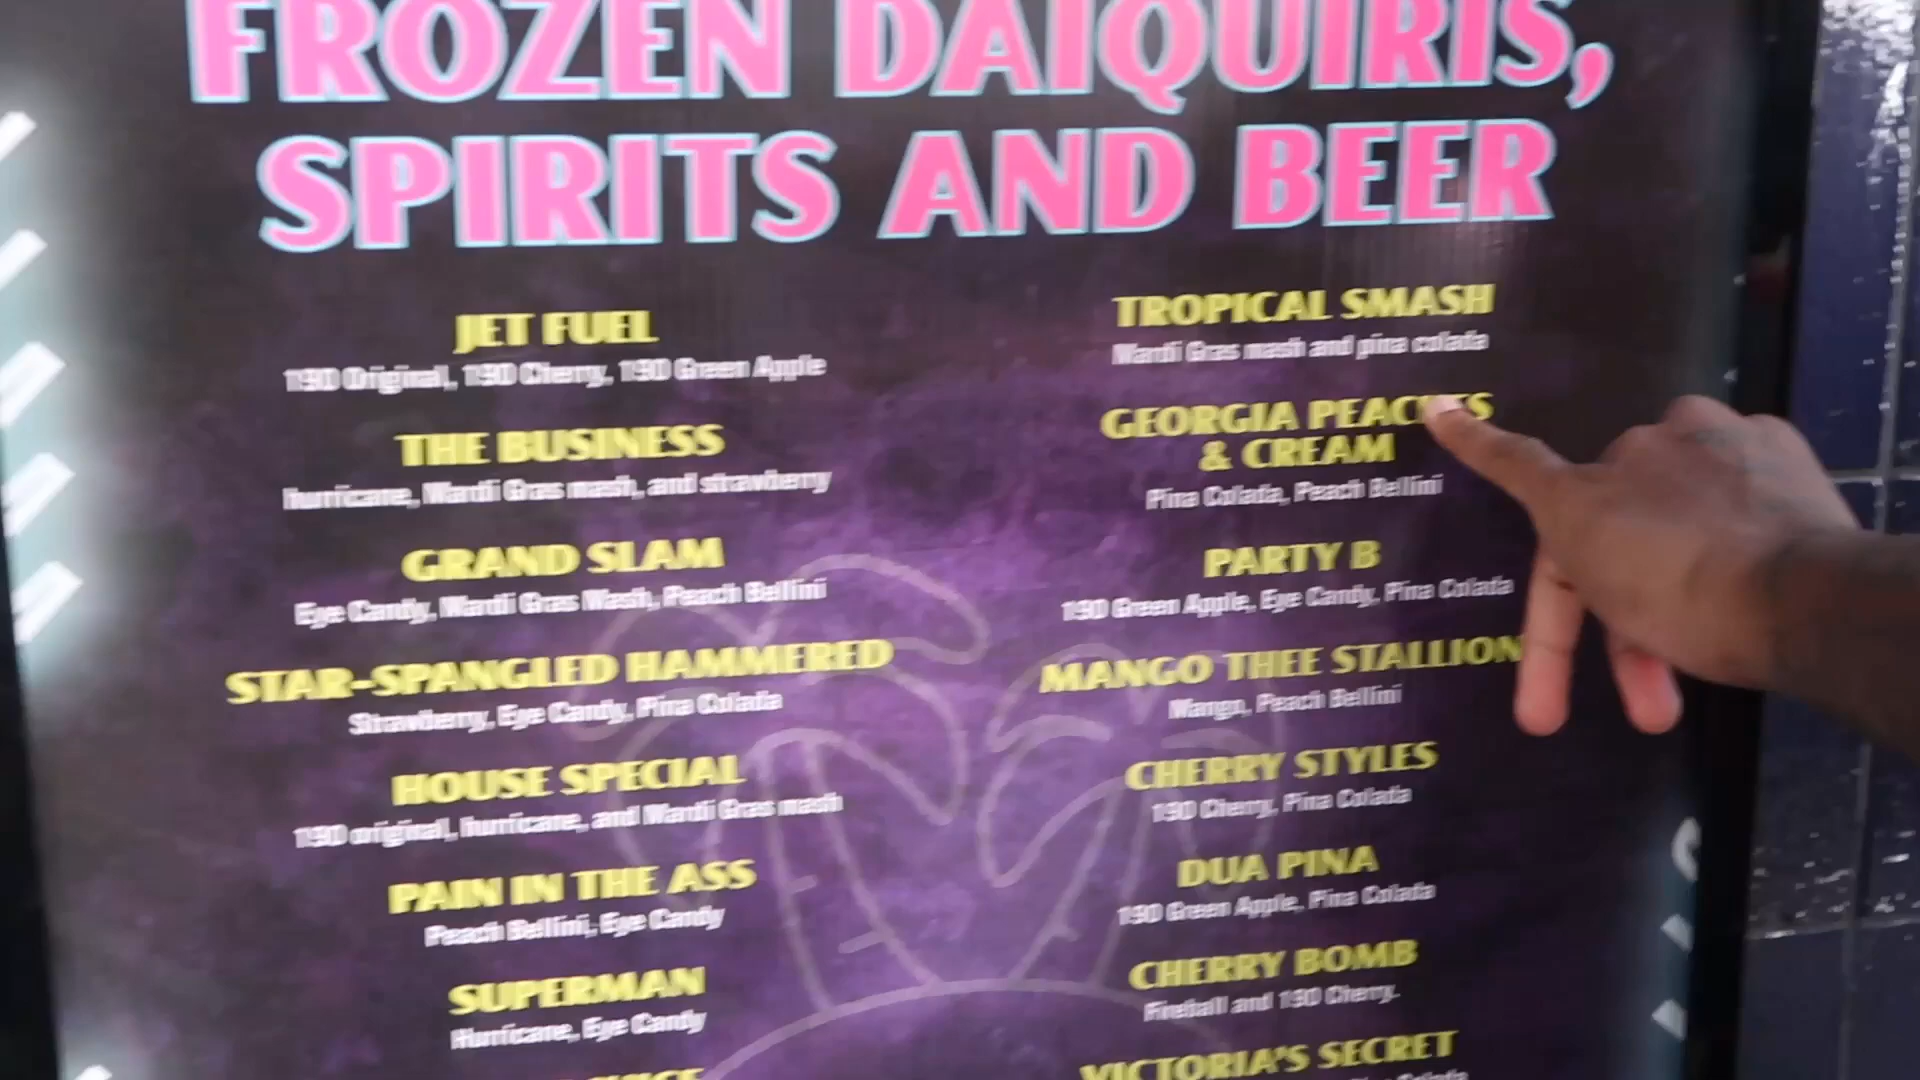 FROZEN DAIQUIRIS,
SPIRITS AND BEER
JET FUEL
190 Original, 190 Cherry, 190 Green Apple
THE BUSINESS
hurricane, Mardi Gras mash, and strawberry
GRAND SLAM
Eye Candy, Mardi Gras Mash, Peach Bellini
STAR-SPANGLED HAMMERED
Strawberry, Eye Candy, Pina Colada
HOUSE SPECIAL
190 original, hurricane, and Mardi Gras mash
PAIN IN THE ASS
Peach Bellini, Eye Candy
SUPERMAN
Hurricane, Eye Candy
TROPICAL SMASH
Mardi Gras mash and pina colada
GEORGIA PEACHES
& CREAM
Pina Colada, Peach Bellini
PARTY B
190 Green Apple, Eye Candy, Pina Colada
MANGO THEE STALLION
Mango, Peach Bellini
CHERRY STYLES
190 Cherry, Pina Colada
DUA PINA
190 Green Apple, Pina Colada
CHERRY BOMB
Fireball and 190 Cherry.
VICTORIA'S SECRET